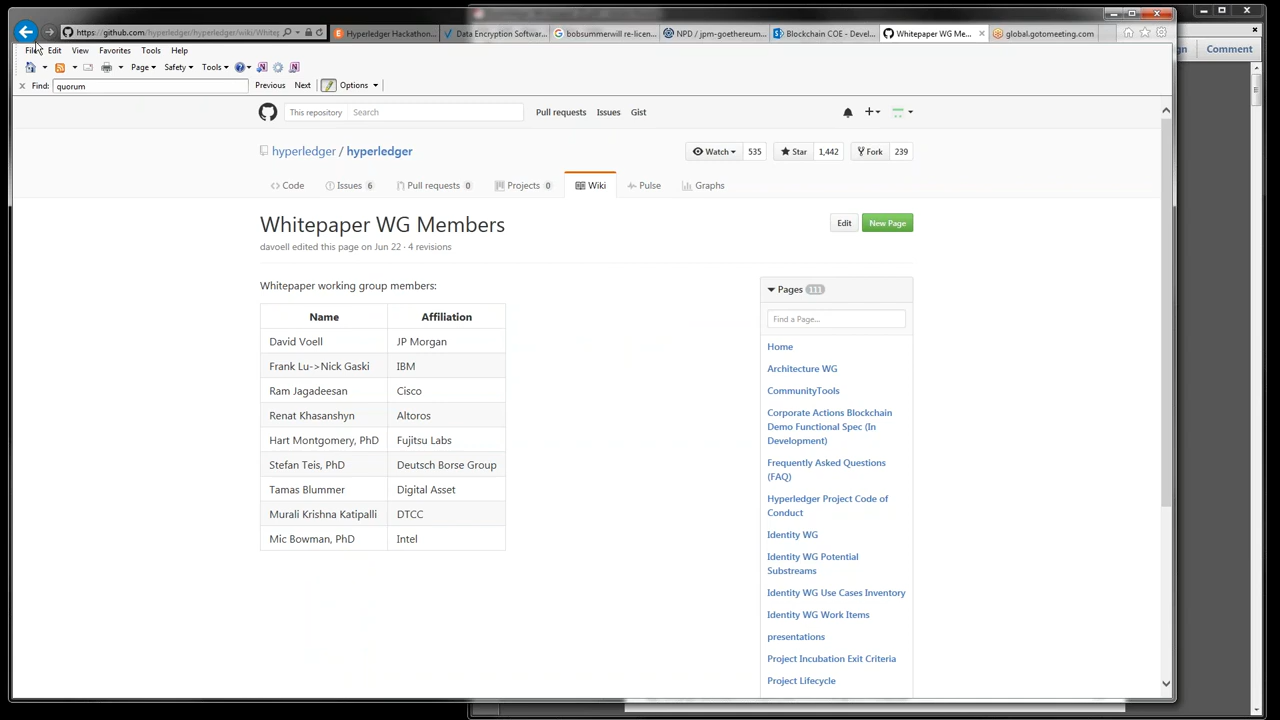 https://github.com/hyperledger/hyperledger/wiki/Whitep
Hyperledger Hackathon...
Data Encryption Softwar...
bobsummerwill re-licen...
NPD / jpm-goethereum...
Blockchain COE - Devel...
Whitepaper WG Me...
global.gotomeeting.com
File Edit View Favorites Tools Help
Page Safety Tools
Find: quorum Previous Next Options
Comment
This repository Search Pull requests Issues Gist
hyperledger / hyperledger
Watch 535 Star 1,442 Fork 239
Code Issues 6 Pull requests 0 Projects 0 Wiki Pulse Graphs
Whitepaper WG Members
Edit New Page
davoell edited this page on Jun 22 · 4 revisions
Whitepaper working group members:
Name Affiliation
David Voell JP Morgan
Frank Lu->Nick Gaski IBM
Ram Jagadeesan Cisco
Renat Khasanshyn Altoros
Hart Montgomery, PhD Fujitsu Labs
Stefan Teis, PhD Deutsch Borse Group
Tamas Blummer Digital Asset
Murali Krishna Katipalli DTCC
Mic Bowman, PhD Intel
Pages 111
Find a Page...
Home
Architecture WG
CommunityTools
Corporate Actions Blockchain
Demo Functional Spec (In
Development)
Frequently Asked Questions
(FAQ)
Hyperledger Project Code of
Conduct
Identity WG
Identity WG Potential
Substreams
Identity WG Use Cases Inventory
Identity WG Work Items
presentations
Project Incubation Exit Criteria
Project Lifecycle